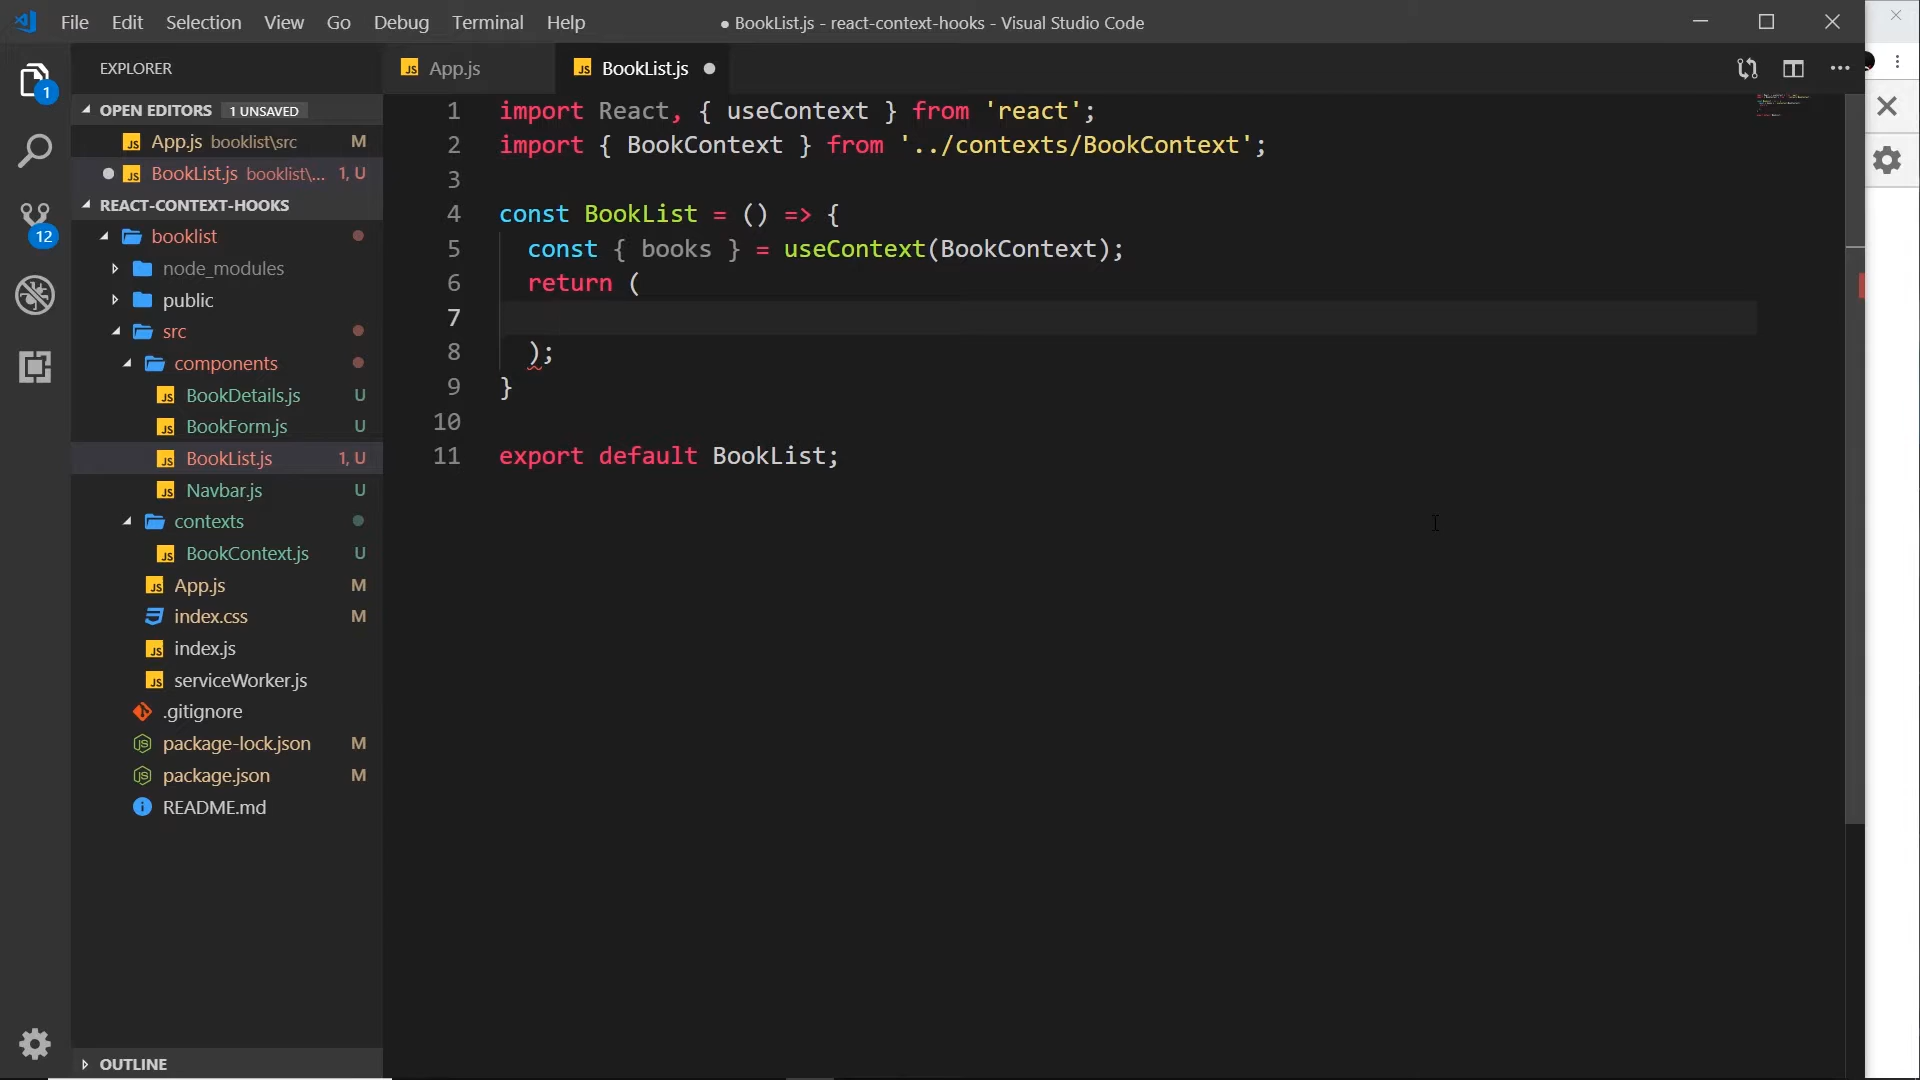 File Edit Selection View Go Debug Terminal Help
● BookList.js - react-context-hooks - Visual Studio Code
EXPLORER
App.js
BookList.js
OPEN EDITORS 1 UNSAVED
App.js booklist\src M
BookList.js booklist\... 1, U
REACT-CONTEXT-HOOKS
booklist
node_modules
public
src
components
BookDetails.js U
BookForm.js U
BookList.js 1, U
Navbar.js U
contexts
BookContext.js U
App.js M
index.css M
index.js
serviceWorker.js
.gitignore
package-lock.json M
package.json M
README.md
OUTLINE
1
12
1 import React, { useContext } from 'react';
2 import { BookContext } from '../contexts/BookContext';
3
4 const BookList = () => {
5 const { books } = useContext(BookContext);
6 return (
7
8 );
9 }
10
11 export default BookList;